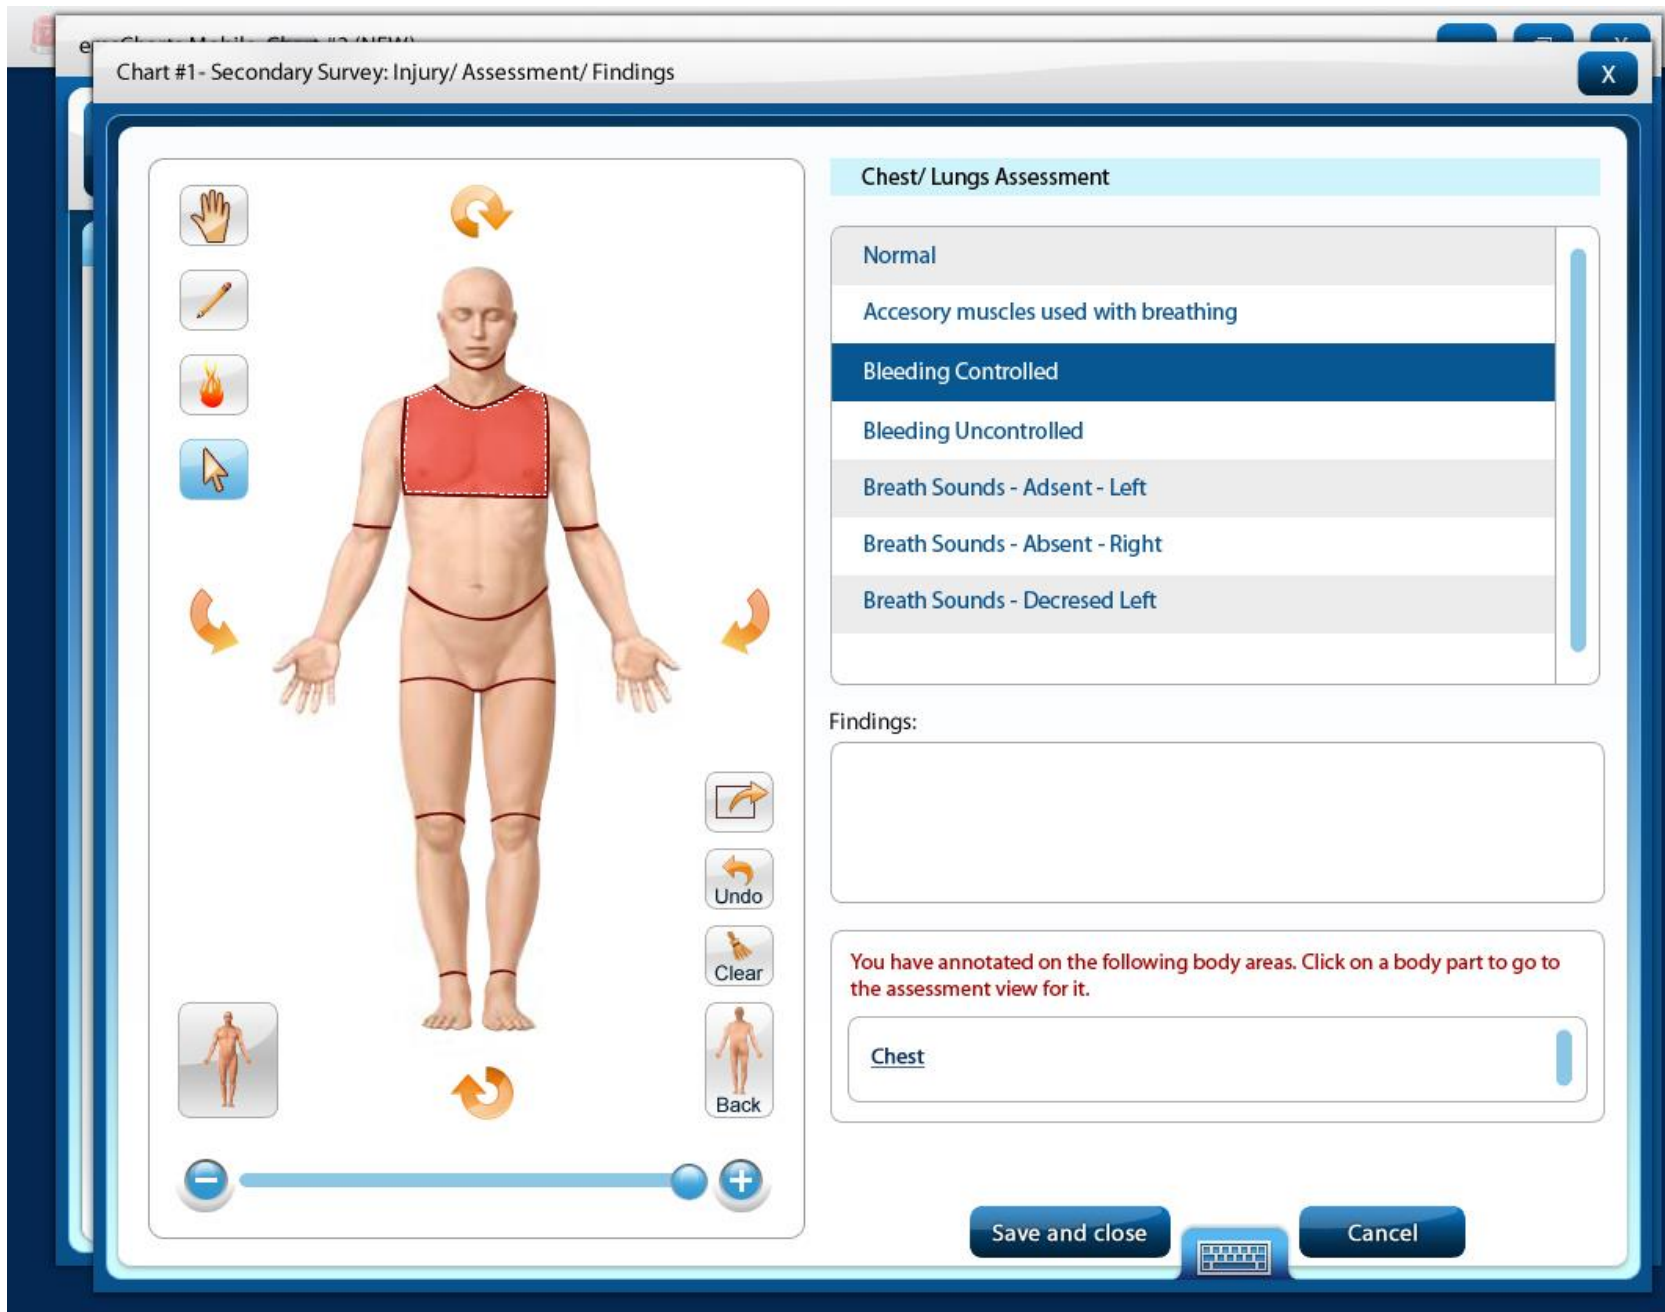 Chart #1- Secondary Survey: Injury/ Assessment/ Findings
X
Chest/ Lungs Assessment
Normal
Accesory muscles used with breathing
Bleeding Controlled
Bleeding Uncontrolled
Breath Sounds - Adsent - Left
Breath Sounds - Absent - Right
Breath Sounds - Decresed Left
Findings:
Undo
Clear
Back
You have annotated on the following body areas. Click on a body part to go to
the assessment view for it.
Chest
Save and close
Cancel